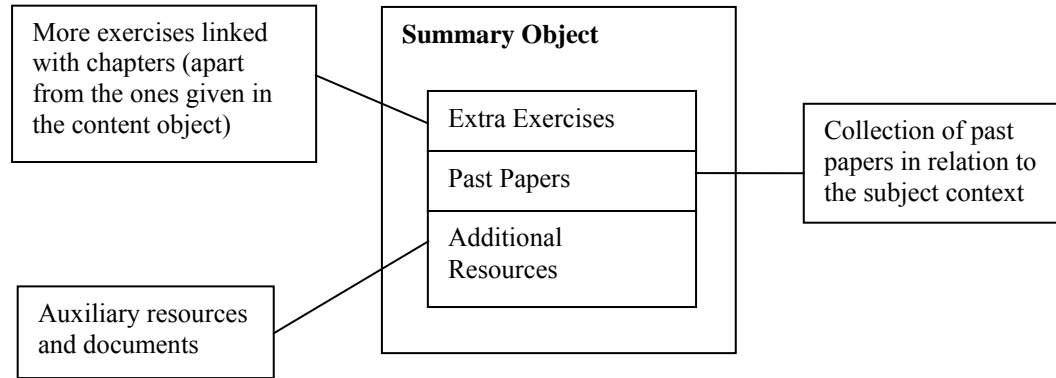 More exercises linked
with chapters (apart
from the ones given in
the content object)
Summary Object
Extra Exercises
Past Papers
Additional
Resources
Collection of past
papers in relation to
the subject context
Auxiliary resources
and documents